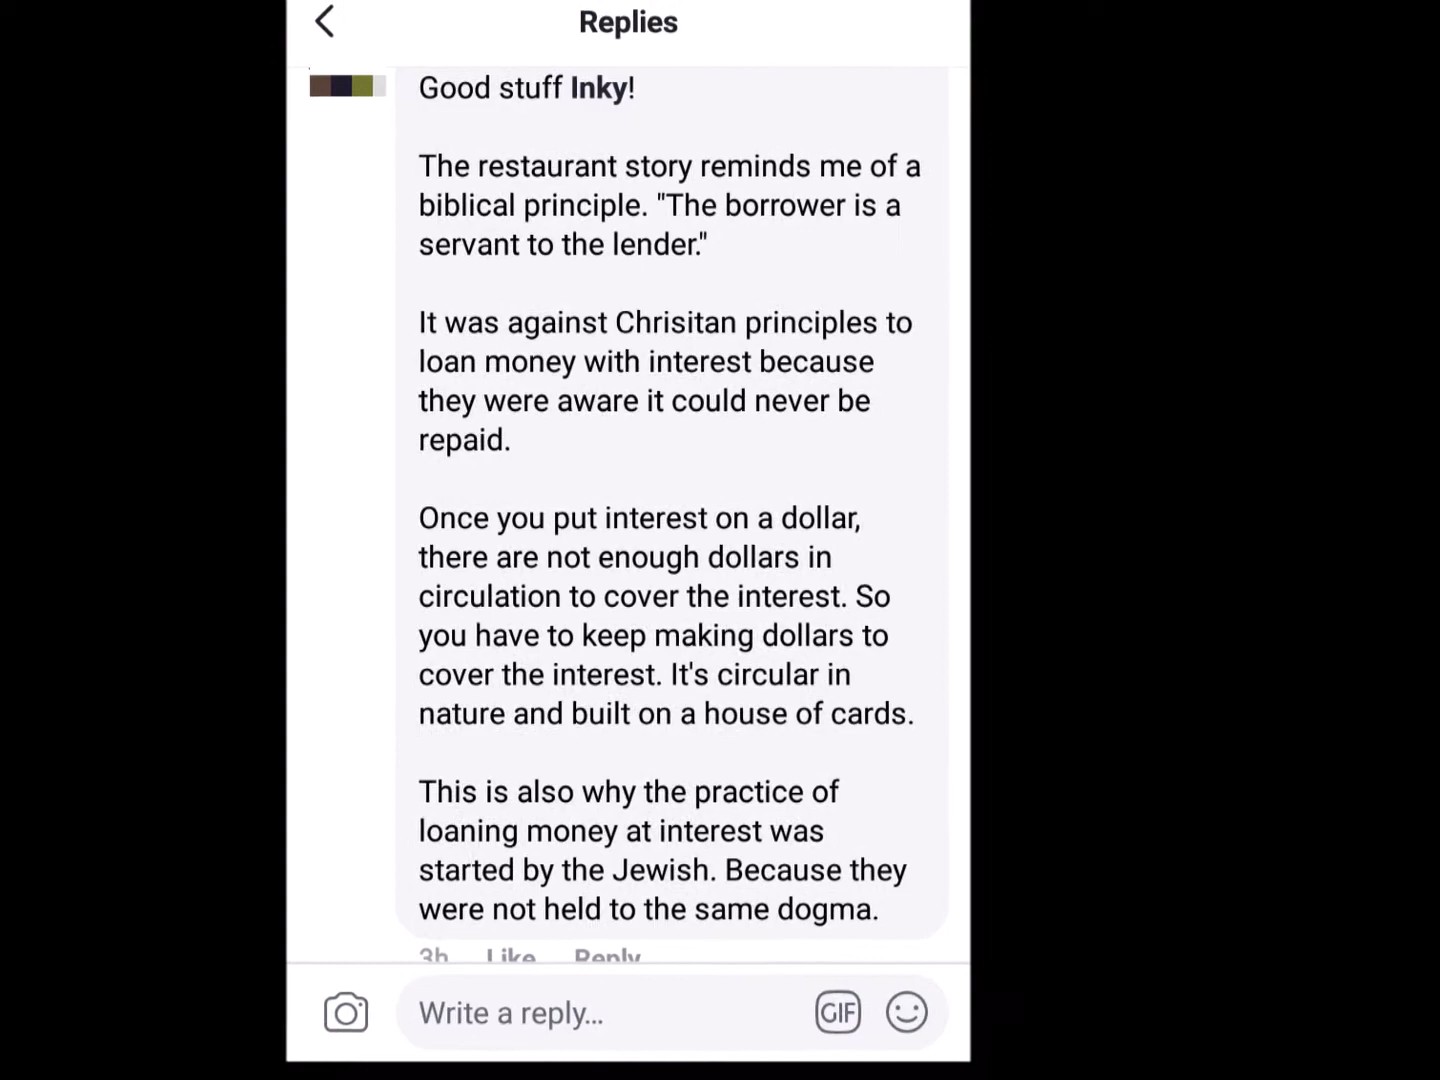 Replies
Good stuff Inky!
The restaurant story reminds me of a
biblical principle. "The borrower is a
servant to the lender."
It was against Chrisitan principles to
loan money with interest because
they were aware it could never be
repaid.
Once you put interest on a dollar,
there are not enough dollars in
circulation to cover the interest. So
you have to keep making dollars to
cover the interest. It's circular in
nature and built on a house of cards.
This is also why the practice of
loaning money at interest was
started by the Jewish. Because they
were not held to the same dogma.
3h Like Reply
Write a reply...
GIF